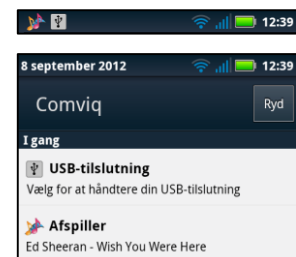 12:39
8 september 2012 12:39
Comviq Ryd
I gang
USB-tilslutning
Vælg for at håndtere din USB-tilslutning
Afspiller
Ed Sheeran - Wish You Were Here